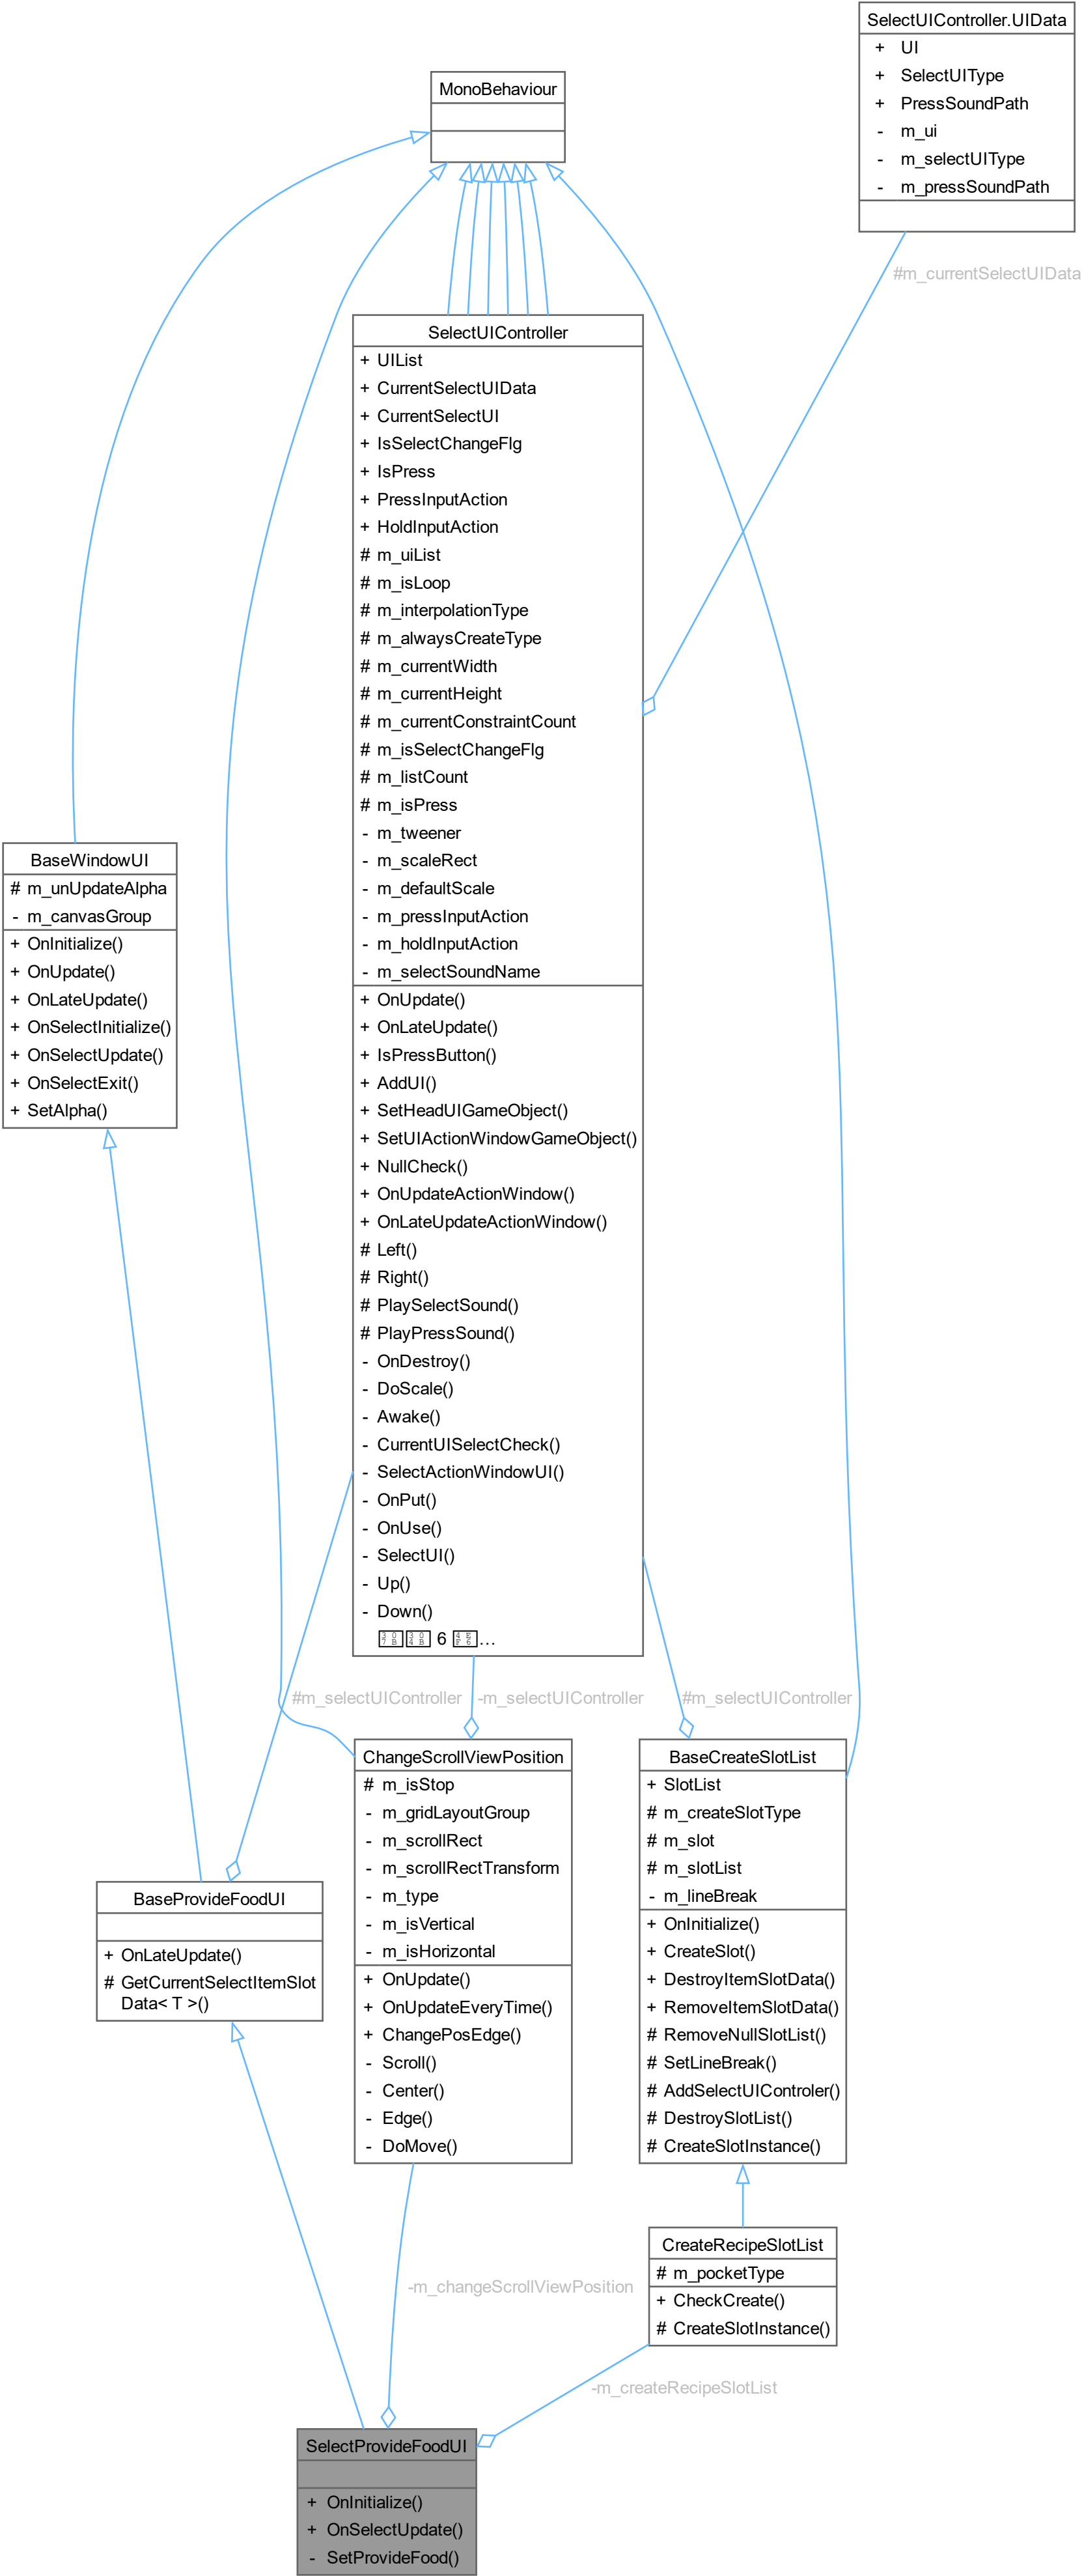 SelectUIController.UIData
+ UI
+ SelectUIType
+ PressSoundPath
- m_ui
- m_selectUIType
- m_pressSoundPath
MonoBehaviour
#m_currentSelectUIData
SelectUIController
+ UIList
+ CurrentSelectUIData
+ CurrentSelectUI
+ IsSelectChangeFlg
+ IsPress
+ PressInputAction
+ HoldInputAction
# m_uiList
# m_isLoop
# m_interpolationType
# m_alwaysCreateType
# m_currentWidth
# m_currentHeight
# m_currentConstraintCount
# m_isSelectChangeFlg
# m_listCount
# m_isPress
- m_tweener
- m_scaleRect
- m_defaultScale
- m_pressInputAction
- m_holdInputAction
- m_selectSoundName
+ OnUpdate()
+ OnLateUpdate()
+ IsPressButton()
+ AddUI()
+ SetHeadUIGameObject()
+ SetUIActionWindowGameObject()
+ NullCheck()
+ OnUpdateActionWindow()
+ OnLateUpdateActionWindow()
# Left()
# Right()
# PlaySelectSound()
# PlayPressSound()
- OnDestroy()
- DoScale()
- Awake()
- CurrentUISelectCheck()
- SelectActionWindowUI()
- OnPut()
- OnUse()
- SelectUI()
- Up()
- Down()
6 ...
BaseWindowUI
# m_unUpdateAlpha
- m_canvasGroup
+ OnInitialize()
+ OnUpdate()
+ OnLateUpdate()
+ OnSelectInitialize()
+ OnSelectUpdate()
+ OnSelectExit()
+ SetAlpha()
#m_selectUIController
-m_selectUIController
#m_selectUIController
ChangeScrollViewPosition
# m_isStop
- m_gridLayoutGroup
- m_scrollRect
- m_scrollRectTransform
- m_type
- m_isVertical
- m_isHorizontal
+ OnUpdate()
+ OnUpdateEveryTime()
+ ChangePosEdge()
- Scroll()
- Center()
- Edge()
- DoMove()
BaseCreateSlotList
+ SlotList
# m_createSlotType
# m_slot
# m_slotList
- m_lineBreak
+ OnInitialize()
+ CreateSlot()
+ DestroyItemSlotData()
+ RemoveItemSlotData()
# RemoveNullSlotList()
# SetLineBreak()
# AddSelectUIControler()
# DestroySlotList()
# CreateSlotInstance()
BaseProvideFoodUI
+ OnLateUpdate()
# GetCurrentSelectItemSlot
Data< T >()
CreateRecipeSlotList
# m_pocketType
+ CheckCreate()
# CreateSlotInstance()
-m_changeScrollViewPosition
-m_createRecipeSlotList
SelectProvideFoodUI
+ OnInitialize()
+ OnSelectUpdate()
- SetProvideFood()